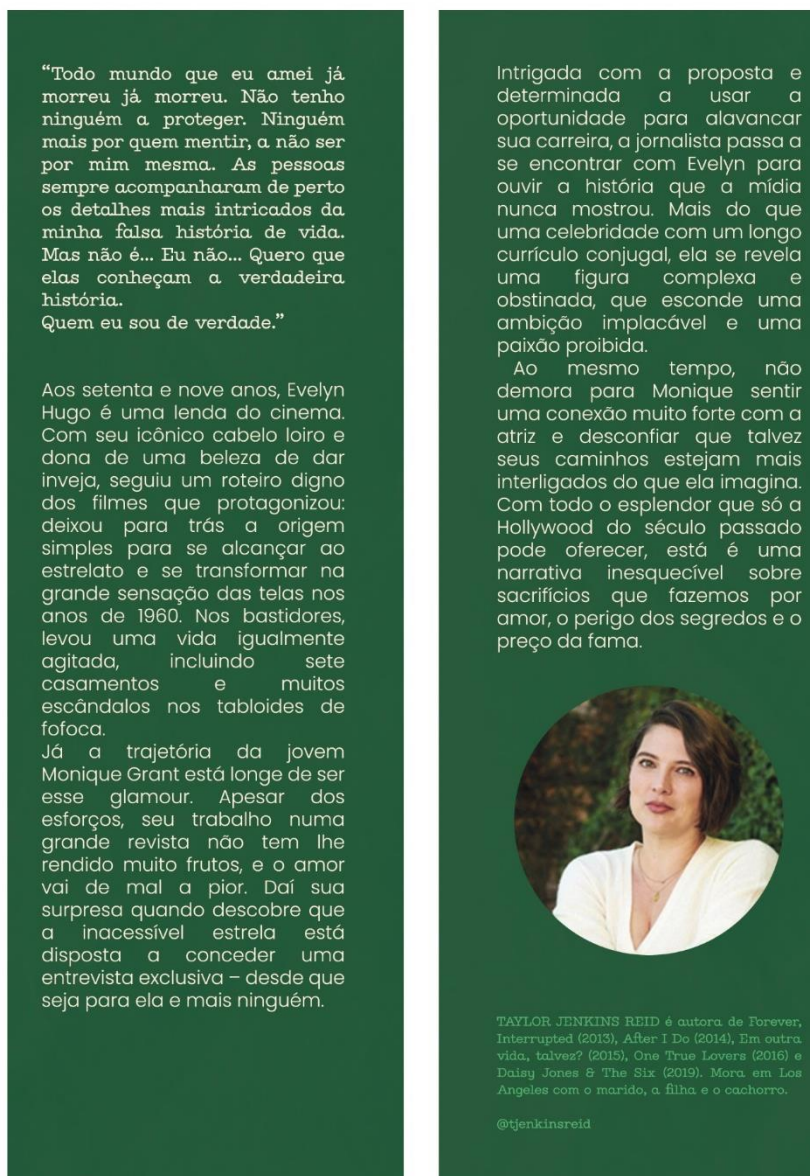 “Todo mundo que eu amei já
morreu já morreu. Não tenho
ninguém a proteger. Ninguém
mais por quem mentir, a não ser
por mim mesma. As pessoas
sempre acompanharam de perto
os detalhes mais intricados da
minha falsa história de vida.
Mas não é... Eu não... Quero que
elas conheçam a verdadeira
história.
Quem eu sou de verdade.”
Aos setenta e nove anos, Evelyn
Hugo é uma lenda do cinema.
Com seu icônico cabelo loiro e
dona de uma beleza de dar
inveja, seguiu um roteiro digno
dos filmes que protagonizou:
deixou para trás a origem
simples para se alcançar ao
estrelato e se transformar na
grande sensação das telas nos
anos de 1960. Nos bastidores,
levou uma vida igualmente
agitada, incluindo sete
casamentos e muitos
escândalos nos tabloides de
fofoca.
Já a trajetória da jovem
Monique Grant está longe de ser
esse glamour. Apesar dos
esforços, seu trabalho numa
grande revista não tem lhe
rendido muito frutos, e o amor
vai de mal a pior. Daí sua
surpresa quando descobre que
a inacessível estrela está
disposta a conceder uma
entrevista exclusiva – desde que
seja para ela e mais ninguém.
Intrigada com a proposta e
determinada a usar a
oportunidade para alavancar
sua carreira, a jornalista passa a
se encontrar com Evelyn para
ouvir a história que a mídia
nunca mostrou. Mais do que
uma celebridade com um longo
currículo conjugal, ela se revela
uma figura complexa e
obstinada, que esconde uma
ambição implacável e uma
paixão proibida.
Ao mesmo tempo, não
demora para Monique sentir
uma conexão muito forte com a
atriz e desconfiar que talvez
seus caminhos estejam mais
interligados do que ela imagina.
Com todo o esplendor que só a
Hollywood do século passado
pode oferecer, está é uma
narrativa inesquecível sobre
sacrifícios que fazemos por
amor, o perigo dos segredos e o
preço da fama.
TAYLOR JENKINS REID é autora de Forever,
Interrupted (2013), After I Do (2014), Em outra
vida, talvez? (2015), One True Lovers (2016) e
Daisy Jones & The Six (2019). Mora em Los
Angeles com o marido, a filha e o cachorro.
@tjenkinsreid